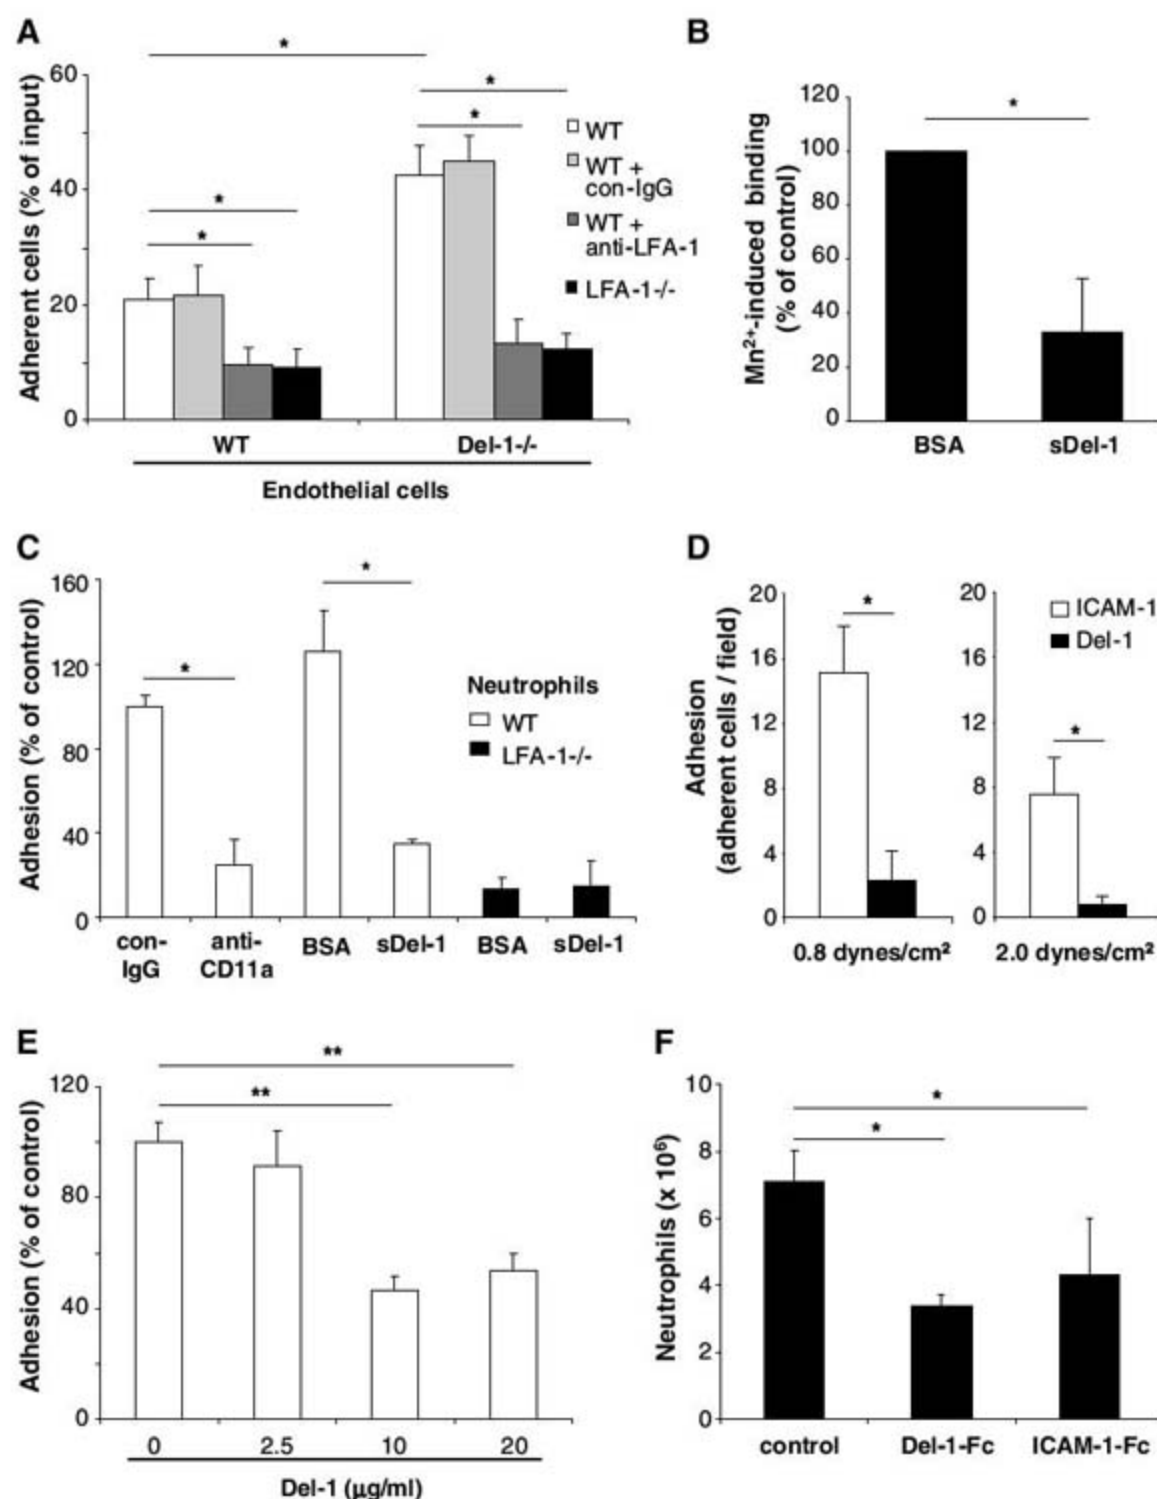 A
*
*
*
*
*
Adherent cells (% of input)
60
40
20
0
WT
WT +
con-IgG
WT +
anti-LFA-1
LFA-1-/-
WT
Del-1-/-
Endothelial cells
B
*
Mn²⁺-induced binding
(% of control)
120
100
80
60
40
20
0
BSA
sDel-1
C
*
*
Adhesion (% of control)
160
120
80
40
0
Neutrophils
WT
LFA-1-/-
con-
IgG
anti-
CD11a
BSA
sDel-1
BSA
sDel-1
D
*
*
Adhesion
(adherent cells / field)
20
16
12
8
4
0
20
16
12
8
4
0
ICAM-1
Del-1
0.8 dynes/cm²
2.0 dynes/cm²
E
**
**
Adhesion (% of control)
120
80
40
0
0
2.5
10
20
Del-1 (µg/ml)
F
*
*
Neutrophils (x 10⁶)
10
8
6
4
2
0
control
Del-1-Fc
ICAM-1-Fc